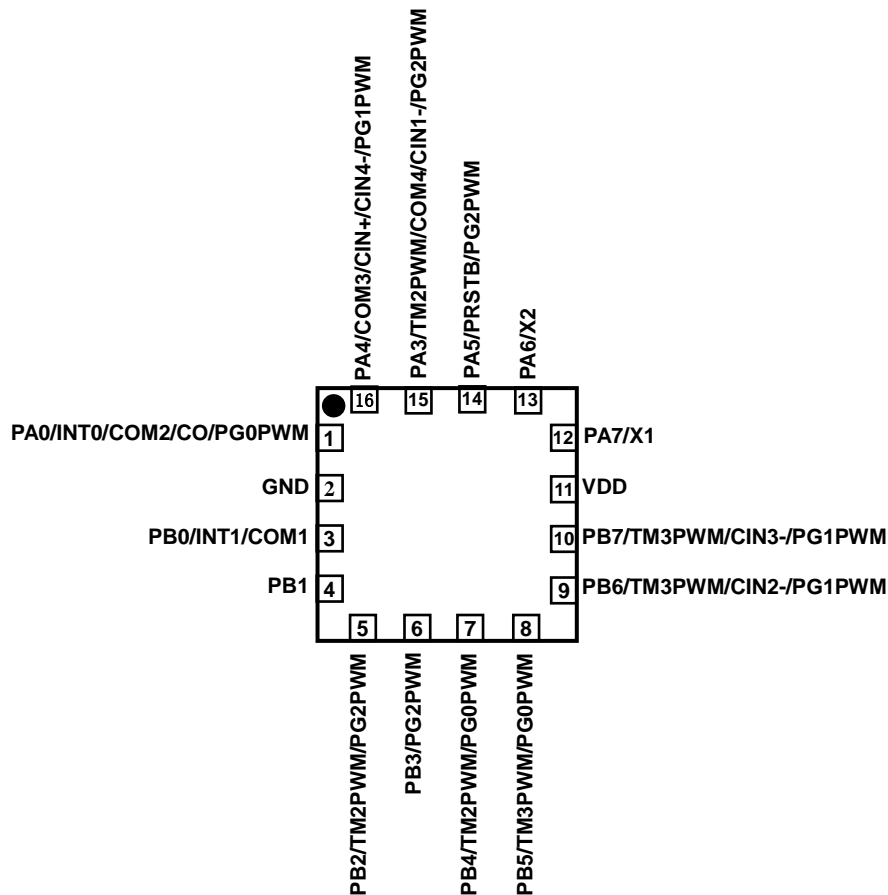 PA4/COM3/CIN+/CIN4-/PG1PWM
PA3/TM2PWM/COM4/CIN1-/PG2PWM
PA5/PRSTB/PG2PWM
PA6/X2
16
15
14
13
PA0/INT0/COM2/CO/PG0PWM
1
12
PA7/X1
GND
2
11
VDD
PB0/INT1/COM1
3
10
PB7/TM3PWM/CIN3-/PG1PWM
PB1
4
9
PB6/TM3PWM/CIN2-/PG1PWM
5
6
7
8
PB2/TM2PWM/PG2PWM
PB3/PG2PWM
PB4/TM2PWM/PG0PWM
PB5/TM3PWM/PG0PWM